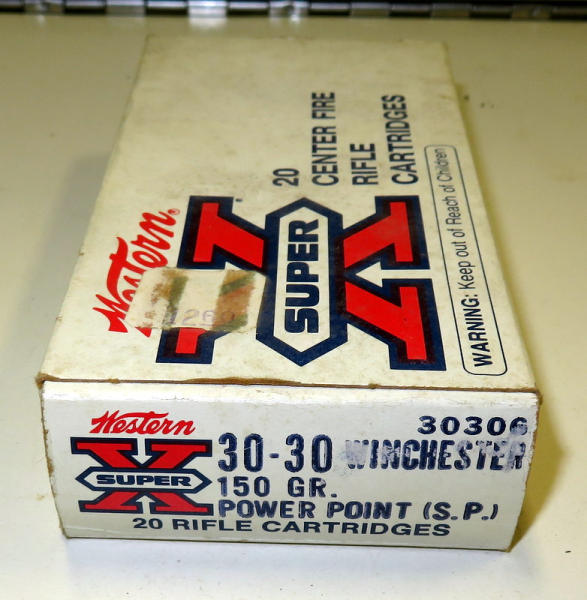 20
CENTER FIRE
RIFLE
CARTRIDGES
Western®
SUPER
X
WARNING: Keep out of Reach of Children
Western
X
SUPER
30306
30-30 WINCHESTER
150 GR.
POWER POINT (S.P.)
20 RIFLE CARTRIDGES